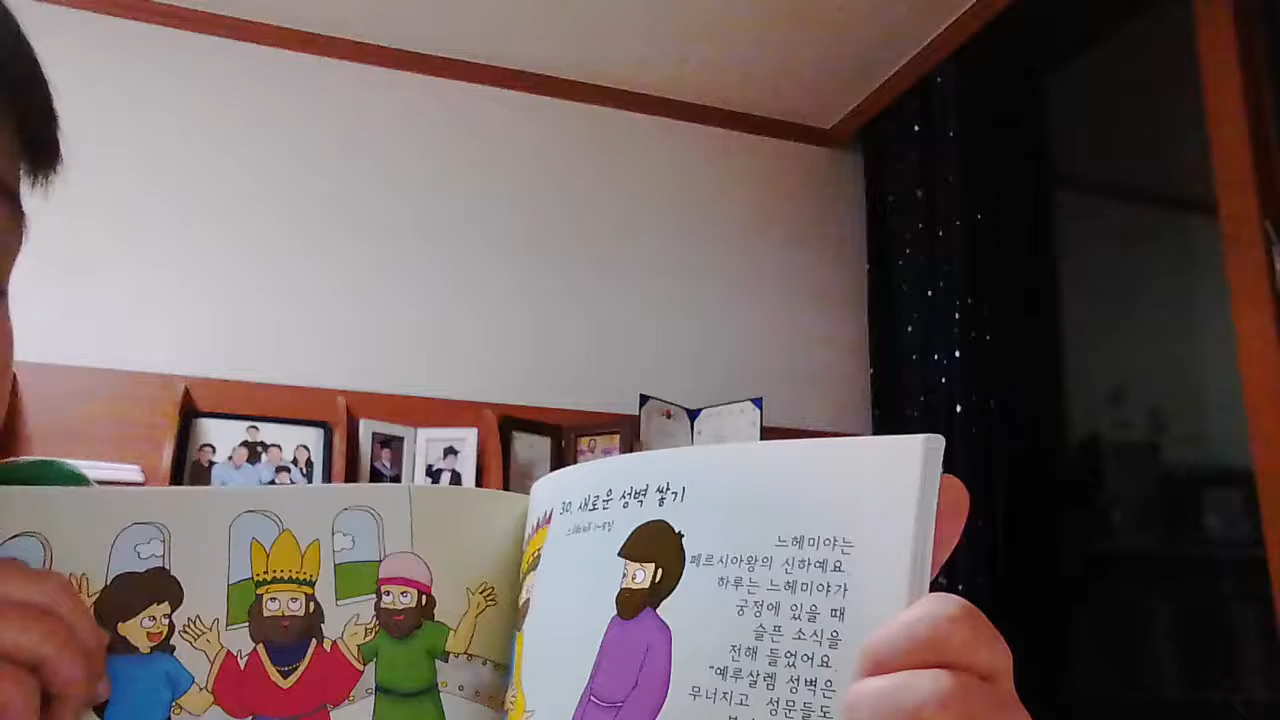 30. 새로운 성벽 쌓기
느헤미야는
페르시아왕의 신하예요.
하루는 느헤미야가
궁정에 있을 때
슬픈 소식을
전해 들었어요.
"예루살렘 성벽은
무너지고 성문들도